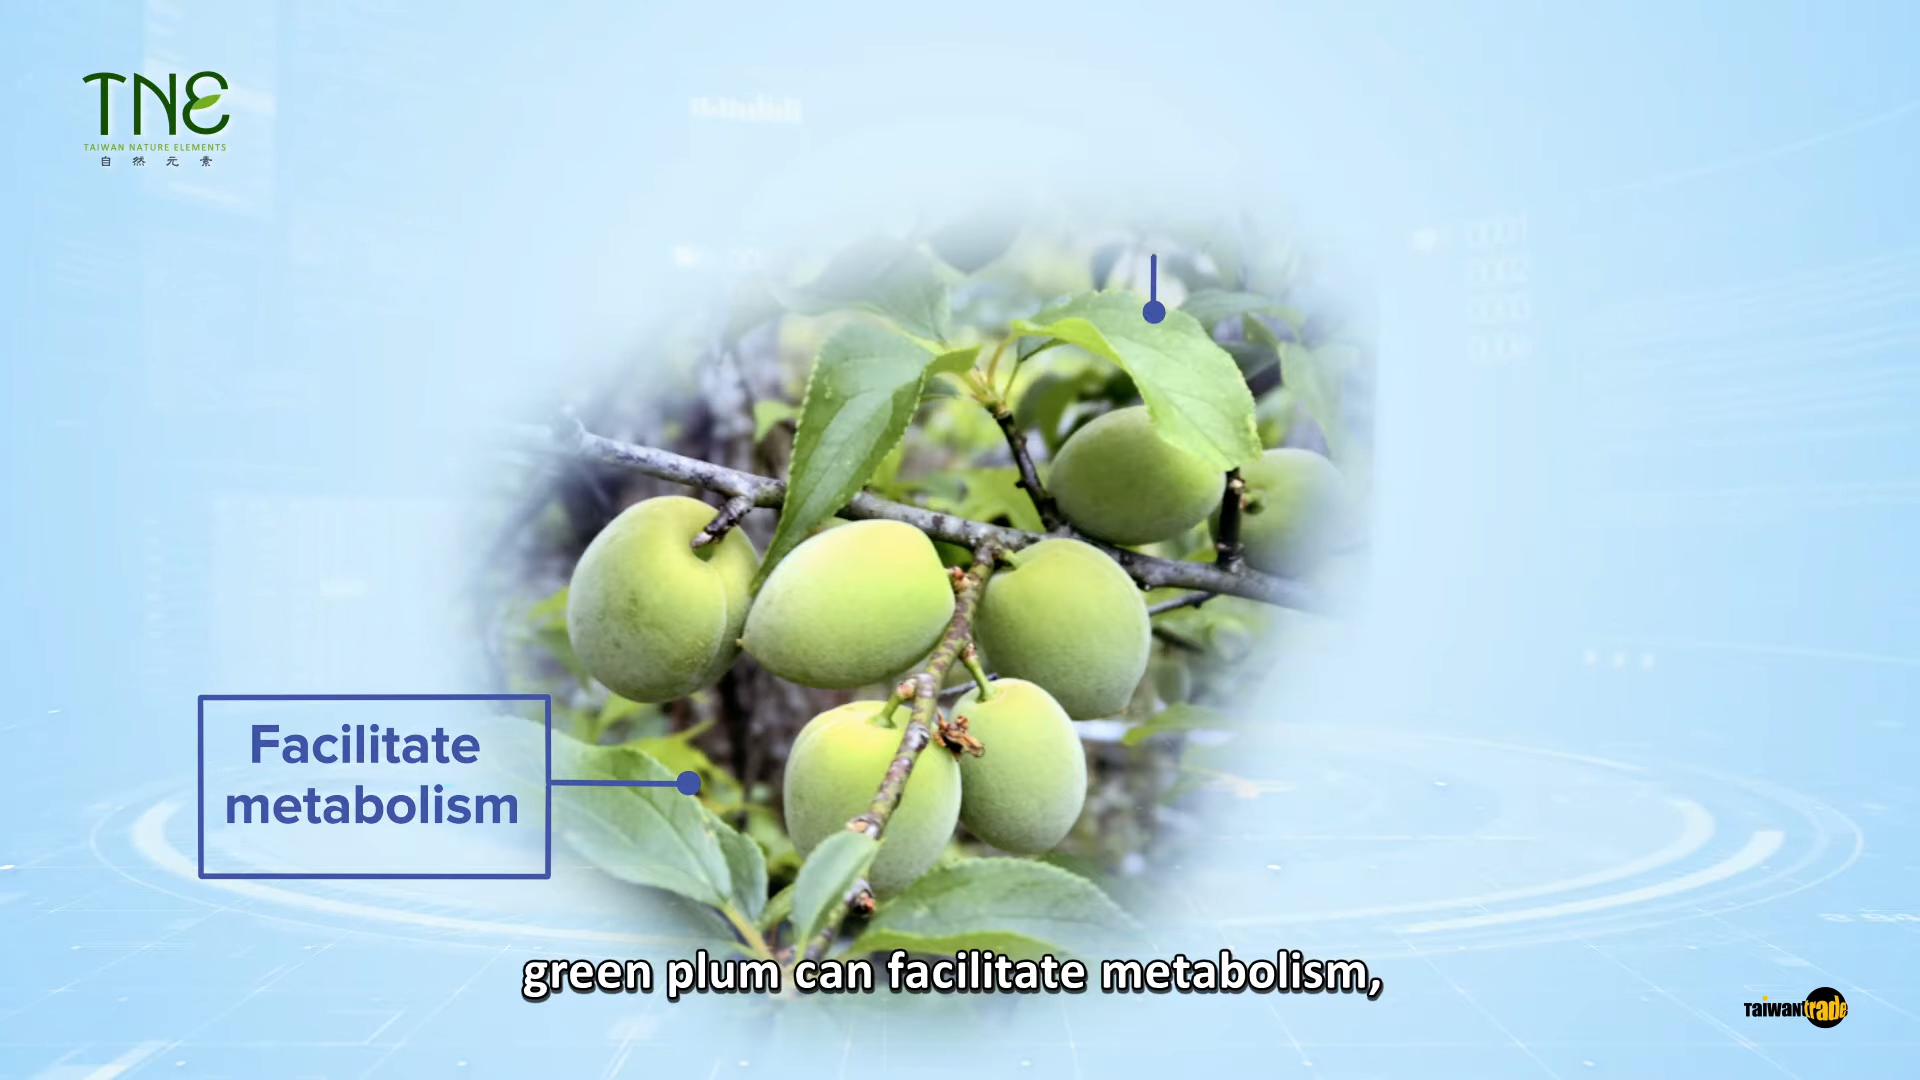 TNE
TAIWAN NATURE ELEMENTS
自然元素
Facilitate
metabolism
green plum can facilitate metabolism,
Taiwantrade